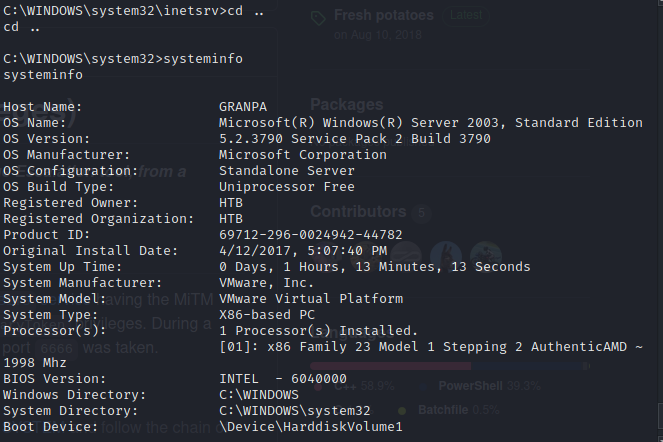 C:\WINDOWS\system32\inetsrv>cd ..
cd ..
Fresh potatoes Latest
on Aug 10, 2018
C:\WINDOWS\system32>systeminfo
systeminfo
Packages
Host Name: GRANPA
OS Name: Microsoft(R) Windows(R) Server 2003, Standard Edition
OS Version: 5.2.3790 Service Pack 2 Build 3790
OS Manufacturer: Microsoft Corporation
OS Configuration: Standalone Server
from a
OS Build Type: Uniprocessor Free
Registered Owner: HTB
Registered Organization: HTB
Contributors 5
Product ID: 69712-296-0024942-44782
Original Install Date: 4/12/2017, 5:07:40 PM
System Up Time: 0 Days, 1 Hours, 13 Minutes, 13 Seconds
System Manufacturer: VMware, Inc.
System Model: VMware Virtual Platform
aving the MiTM
System Type: X86-based PC
vileges. During a
Processor(s): 1 Processor(s) Installed.
port 6666 was taken.
[01]: x86 Family 23 Model 1 Stepping 2 AuthenticAMD ~
1998 Mhz
BIOS Version: INTEL - 6040000
C++ 58.9% PowerShell 39.3%
Windows Directory: C:\WINDOWS
System Directory: C:\WINDOWS\system32
Batchfile 0.5%
Boot Device: \Device\HarddiskVolume1
follow the chain